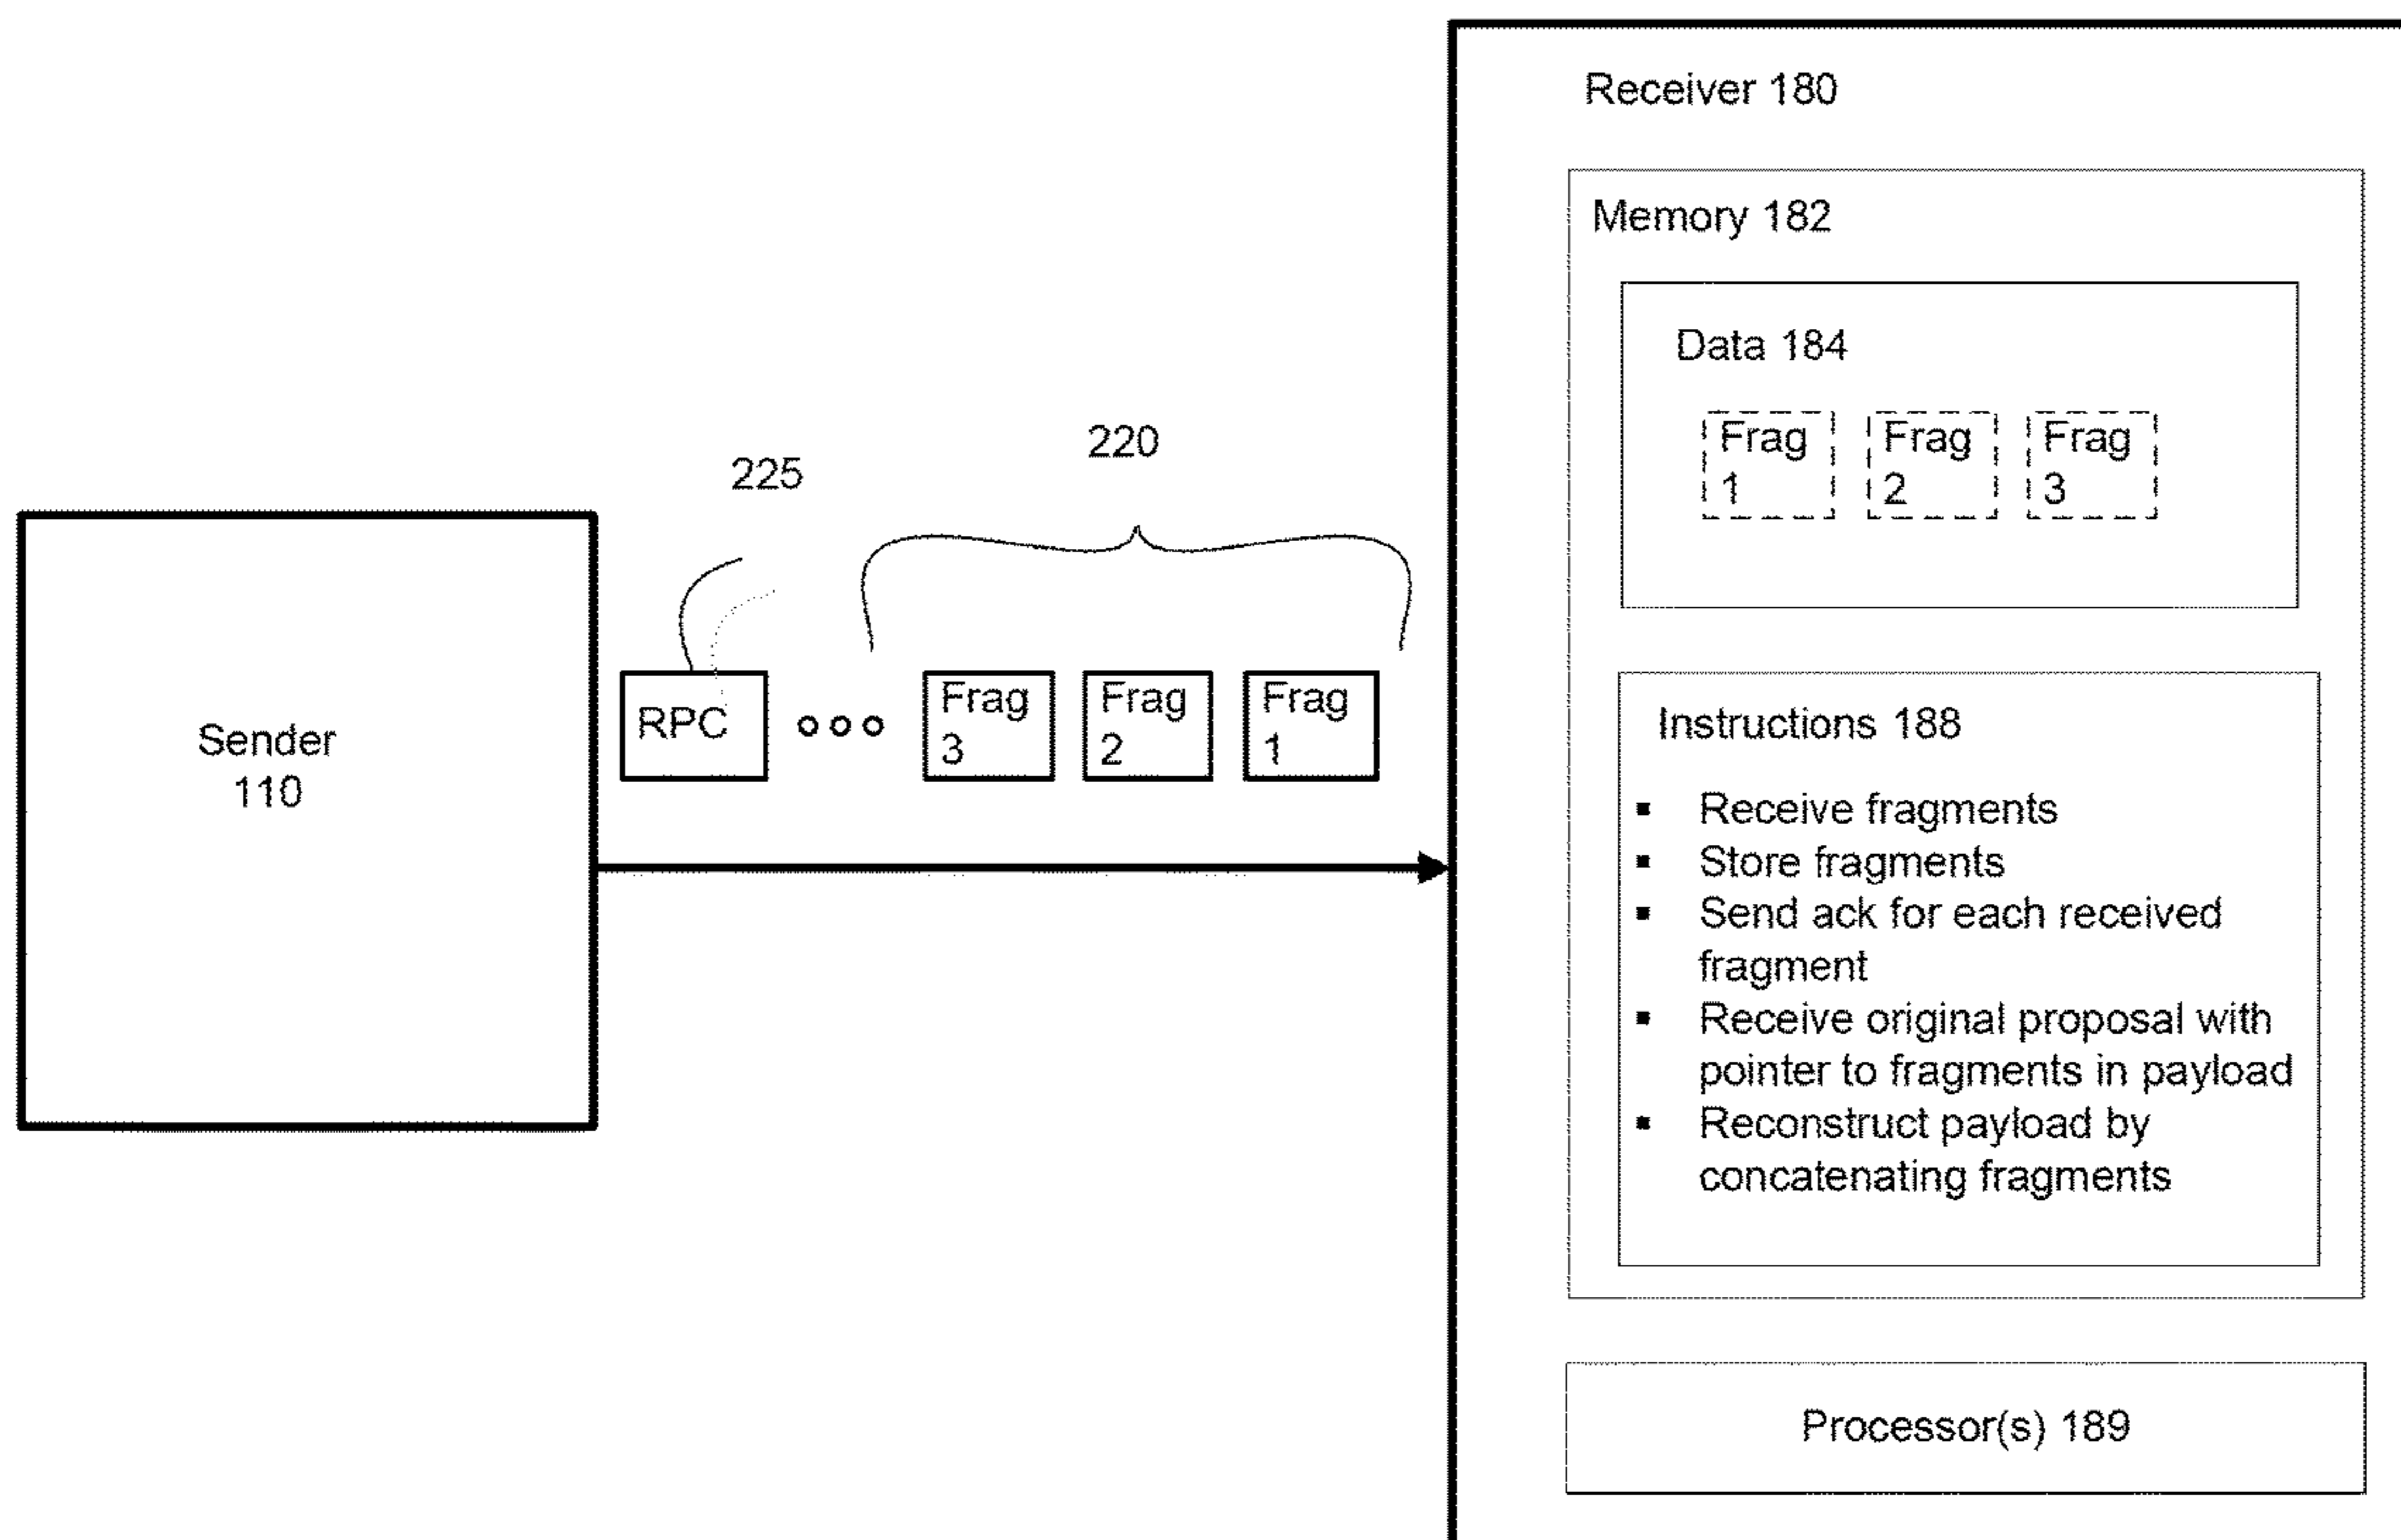 Receiver 180
Memory 182
Data 184
Frag
1
Frag
2
Frag
3
220
225
Sender
110
RPC
Frag
3
Frag
2
Frag
1
Instructions 188
▪ Receive fragments
▪ Store fragments
▪ Send ack for each received
fragment
▪ Receive original proposal with
pointer to fragments in payload
▪ Reconstruct payload by
concatenating fragments
Processor(s) 189